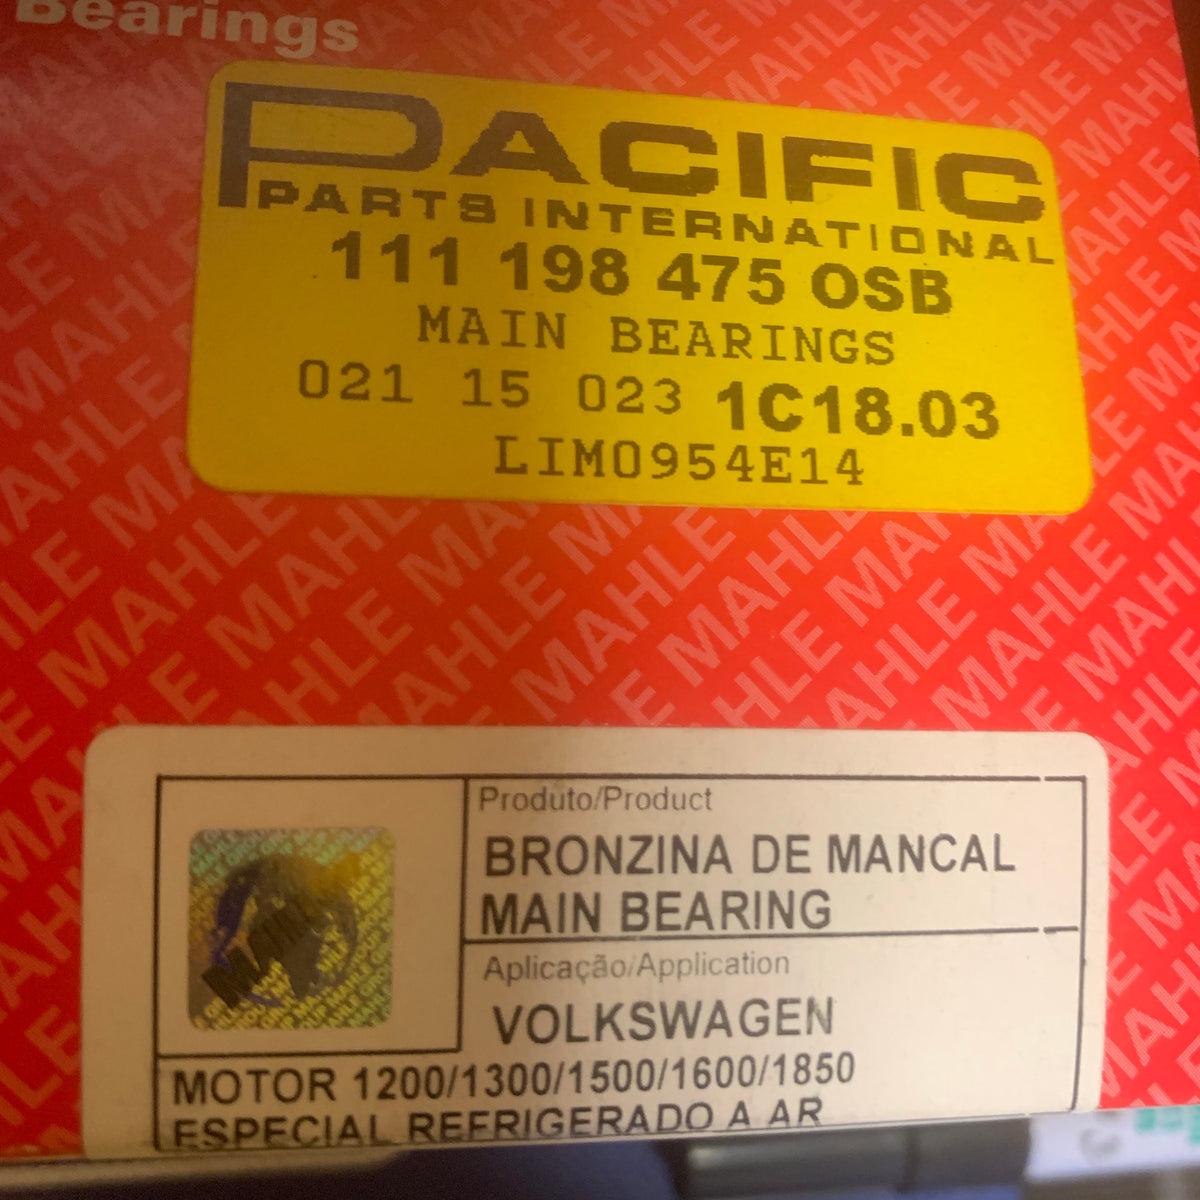 Bearings
PACIFIC
PARTS INTERNATIONAL
111 198 475 OSB
MAIN BEARINGS
021 15 023 1C18.03
LIM0954E14
MAHLE
Produto/Product
BRONZINA DE MANCAL
MAIN BEARING
Aplicação/Application
VOLKSWAGEN
MOTOR 1200/1300/1500/1600/1850
ESPECIAL REFRIGERADO A AR